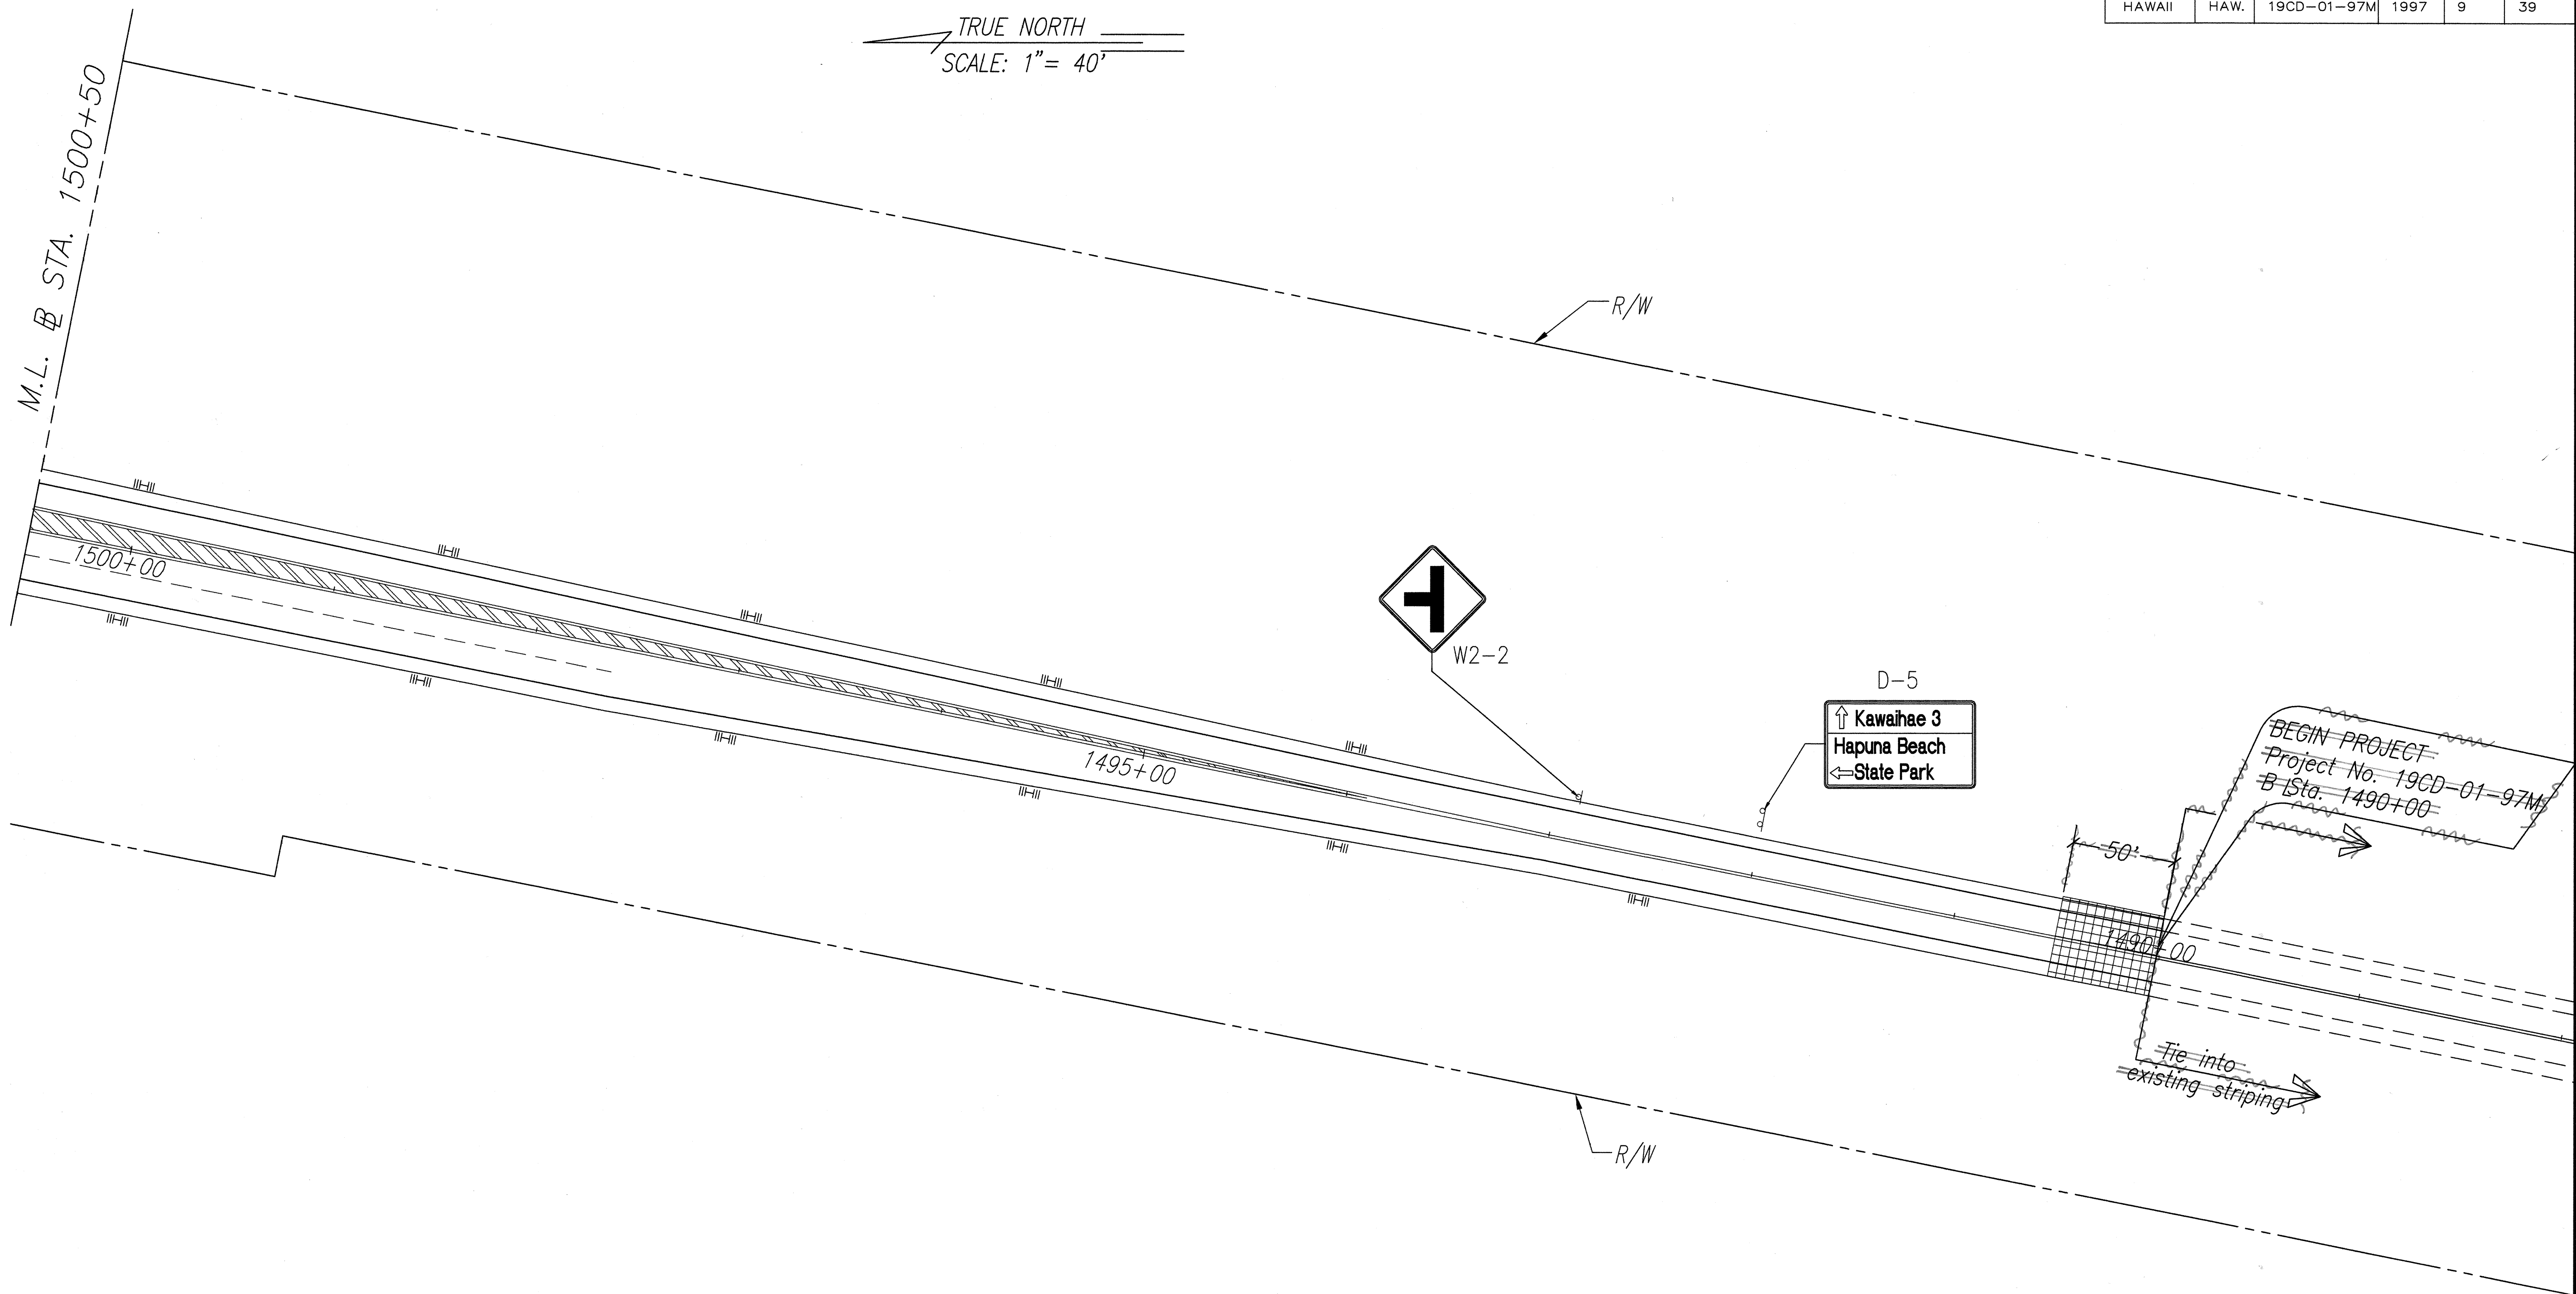 HAWAII HAW. 19CD-01-97M 1997 9 39
TRUE NORTH
SCALE: 1"= 40'
M.L. BL STA. 1500+50
R/W
1500+00
W2-2
D-5
Kawaihae 3
Hapuna Beach
State Park
1495+00
BEGIN PROJECT
Project No. 19CD-01-97M
BL Sta. 1490+00
50'
1490+00
Tie into
existing striping
R/W